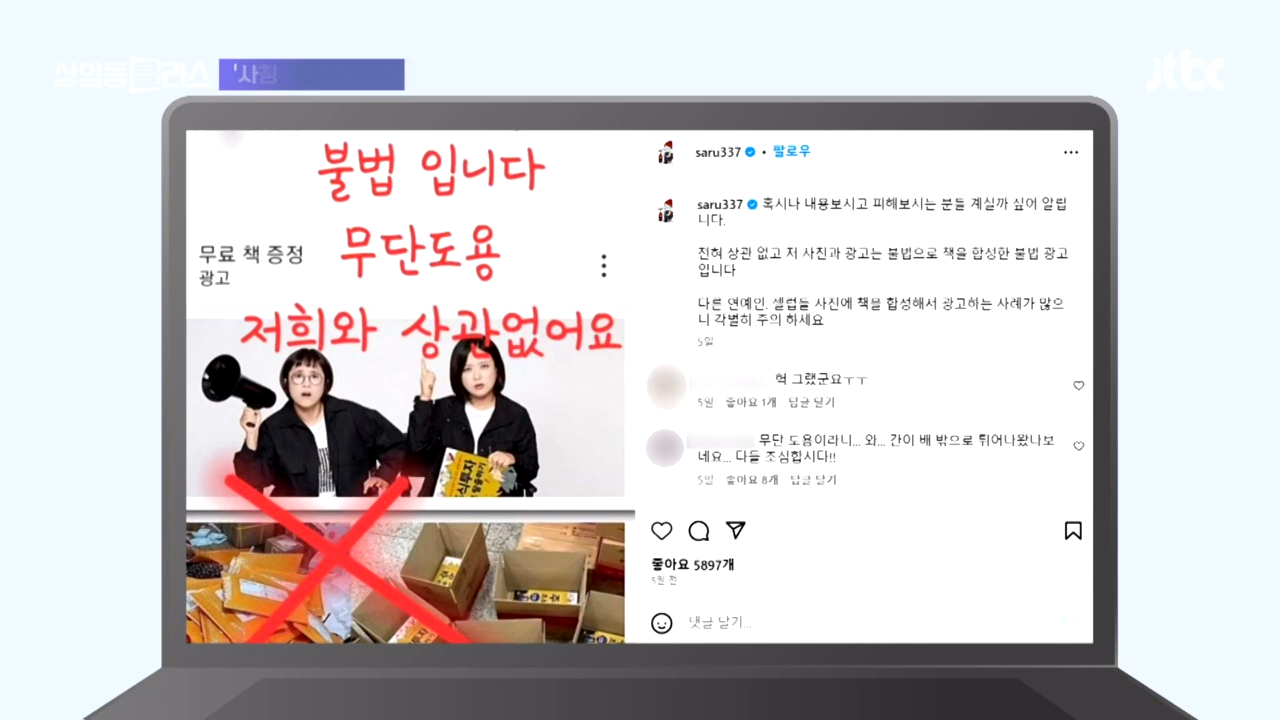 상암동클라스
'사칭
jtbc
불법 입니다
무단도용
무료 책 증정
광고
저희와 상관없어요
saru337 • 팔로우
saru337 혹시나 내용보시고 피해보시는 분들 계실까 싶어 알립
니다.
전혀 상관 없고 저 사진과 광고는 불법으로 책을 합성한 불법 광고
입니다
다른 연예인. 셀럽들 사진에 책을 합성해서 광고하는 사례가 많으
니 각별히 주의 하세요
5일
헉 그랬군요ㅜㅜ
5일 좋아요 1개 답글 달기
무단 도용이라니... 와... 간이 배 밖으로 튀어나왔나보
네요... 다들 조심합시다!!
5일 좋아요 8개 답글 달기
좋아요 5897개
5일 전
댓글 달기...